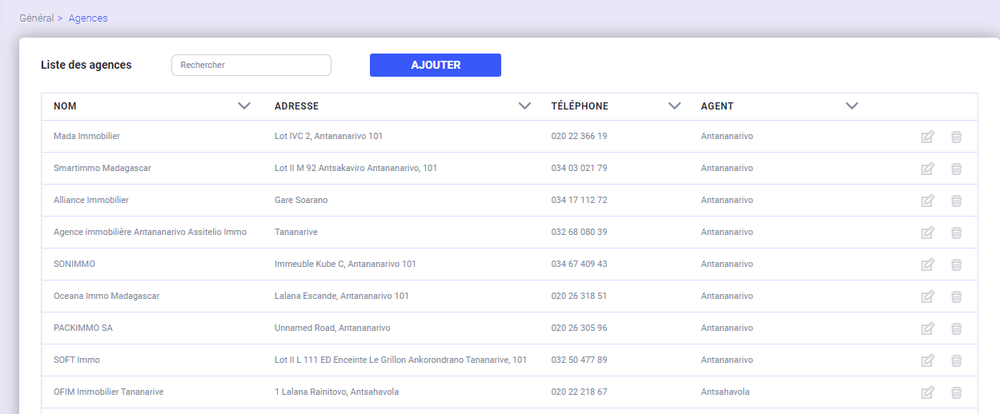 Général > Agences
Liste des agences Rechercher AJOUTER
NOM ADRESSE TÉLÉPHONE AGENT
Mada Immobilier Lot IVC 2, Antananarivo 101 020 22 366 19 Antananarivo
Smartimmo Madagascar Lot II M 92 Antsakaviro Antananarivo, 101 034 03 021 79 Antananarivo
Alliance Immobilier Gare Soarano 034 17 112 72 Antananarivo
Agence immobilière Antananarivo Assitelio Immo Tananarive 032 68 080 39 Antananarivo
SONIMMO Immeuble Kube C, Antananarivo 101 034 67 409 43 Antananarivo
Oceana Immo Madagascar Lalana Escande, Antananarivo 101 020 26 318 51 Antananarivo
PACKIMMO SA Unnamed Road, Antananarivo 020 26 305 96 Antananarivo
SOFT Immo Lot II L 111 ED Enceinte Le Grillon Ankorondrano Tananarive, 101 032 50 477 89 Antananarivo
OFIM Immobilier Tananarive 1 Lalana Rainitovo, Antsahavola 020 22 218 67 Antsahavola